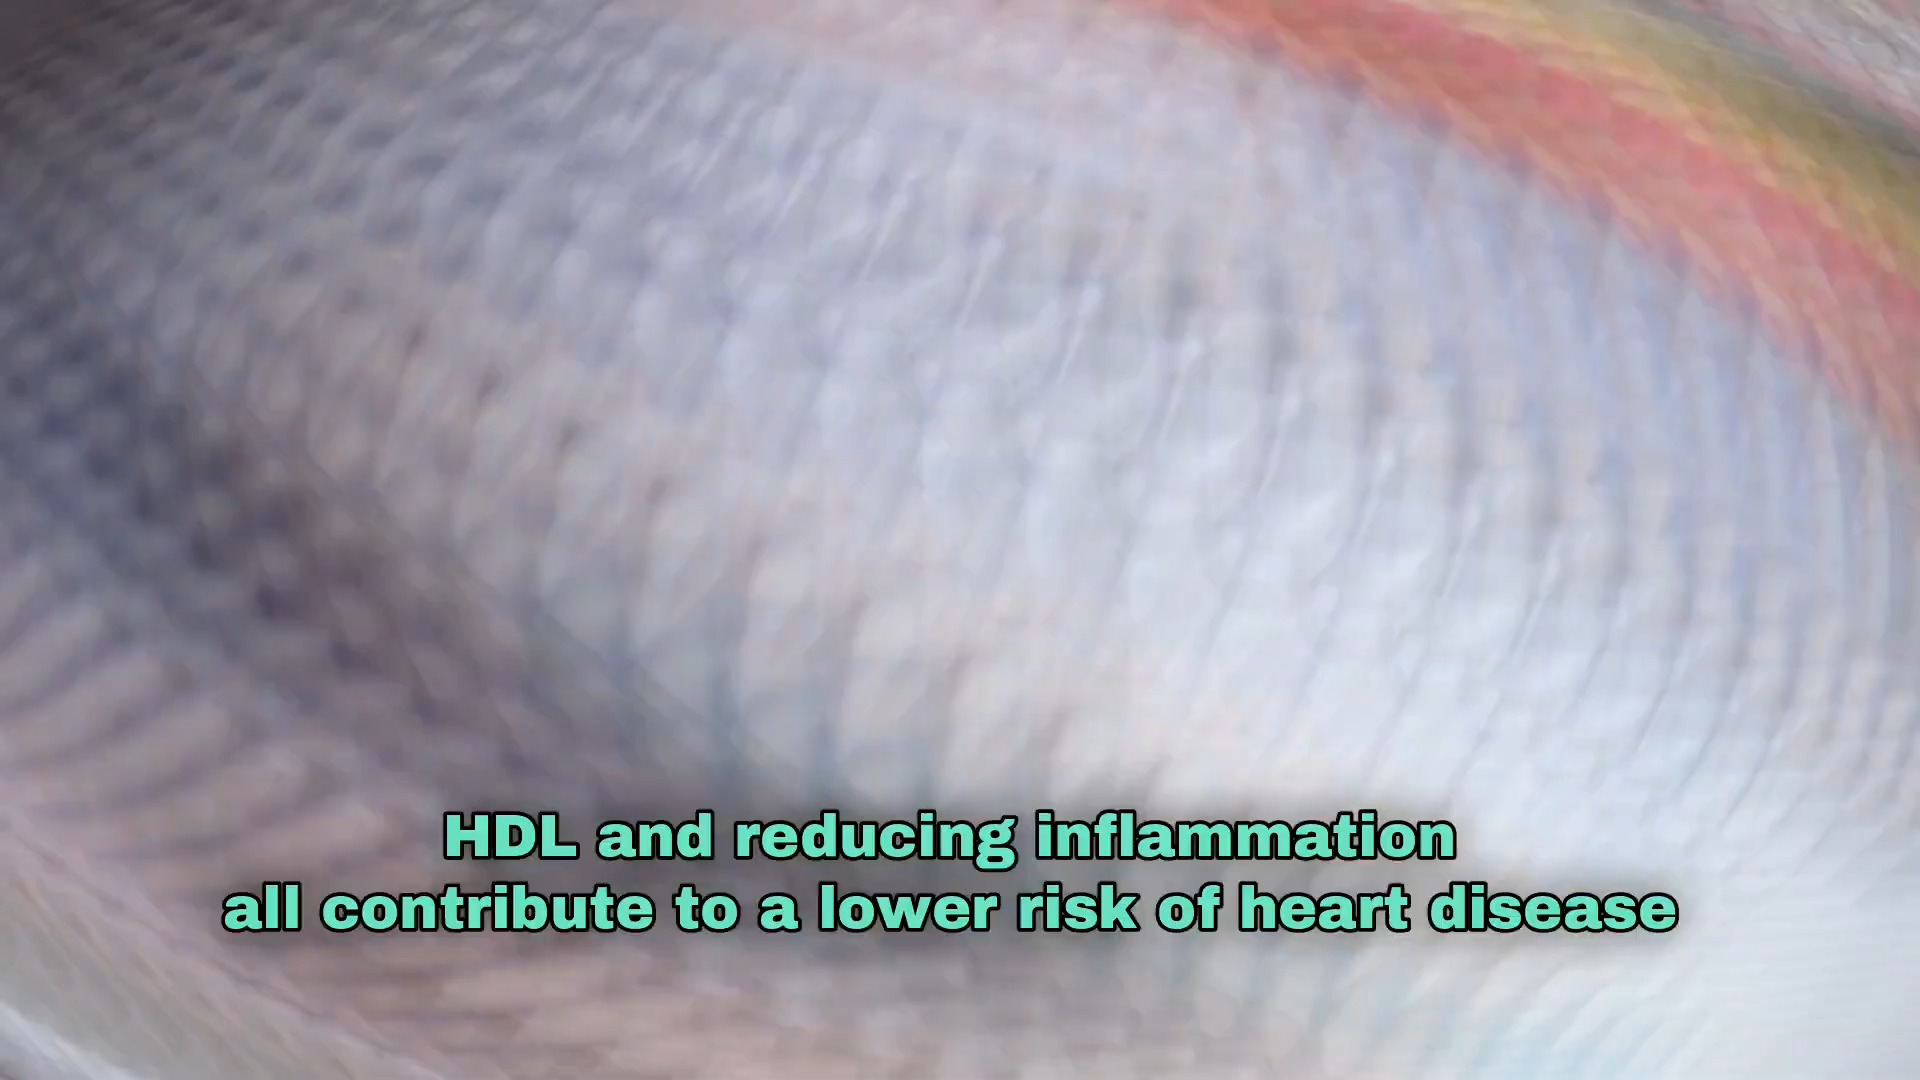 HDL and reducing inflammation
all contribute to a lower risk of heart disease